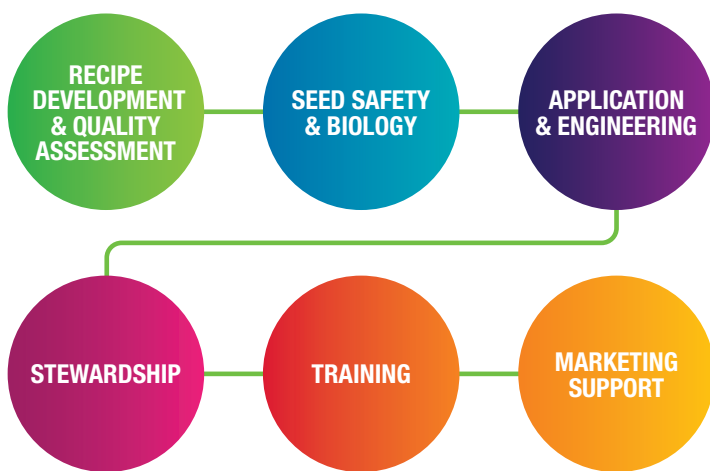 RECIPE
DEVELOPMENT
& QUALITY
ASSESSMENT
SEED SAFETY
& BIOLOGY
APPLICATION
& ENGINEERING
STEWARDSHIP
TRAINING
MARKETING
SUPPORT